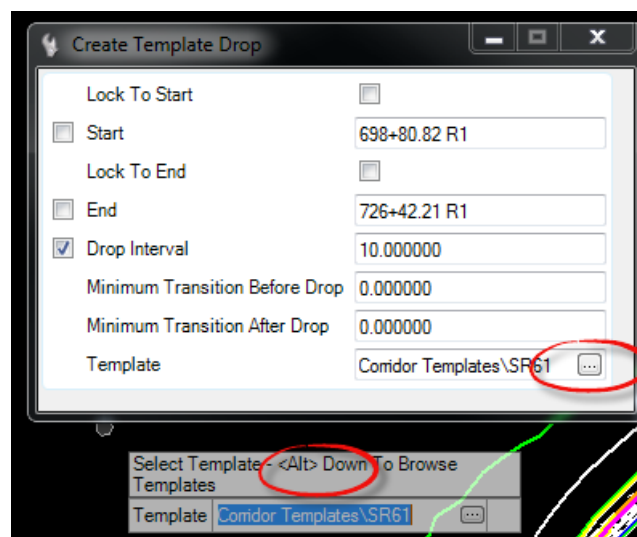 Create Template Drop
Lock To Start
Start 698+80.82 R1
Lock To End
End 726+42.21 R1
Drop Interval 10.000000
Minimum Transition Before Drop 0.000000
Minimum Transition After Drop 0.000000
Template Corridor Templates\SR61 ...
Select Template - <Alt> Down To Browse
Templates
Template Corridor Templates\SR61 ...